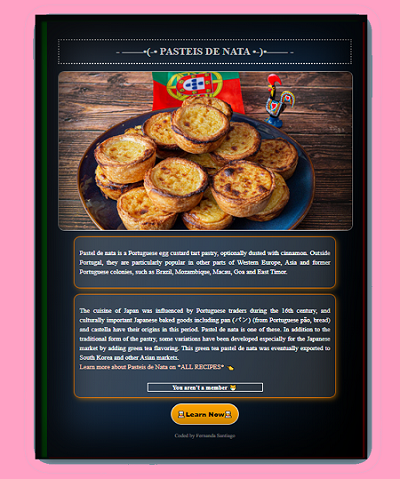 - ———•(-• PASTEIS DE NATA •-)•——— -
Pastel de nata is a Portuguese egg custard tart pastry, optionally dusted with cinnamon. Outside
Portugal, they are particularly popular in other parts of Western Europe, Asia and former
Portuguese colonies, such as Brazil, Mozambique, Macau, Goa and East Timor.
The cuisine of Japan was influenced by Portuguese traders during the 16th century, and
culturally important Japanese baked goods including pan (パン) (from Portuguese pão, bread)
and castella have their origins in this period. Pastel de nata is one of these. In addition to the
traditional form of the pastry, some variations have been developed especially for the Japanese
market by adding green tea flavoring. This green tea pastel de nata was eventually exported to
South Korea and other Asian markets.
Learn more about Pasteis de Nata on *ALL RECIPES* 👈
You aren't a member 😿
Learn Now
Coded by Fernanda Santiago